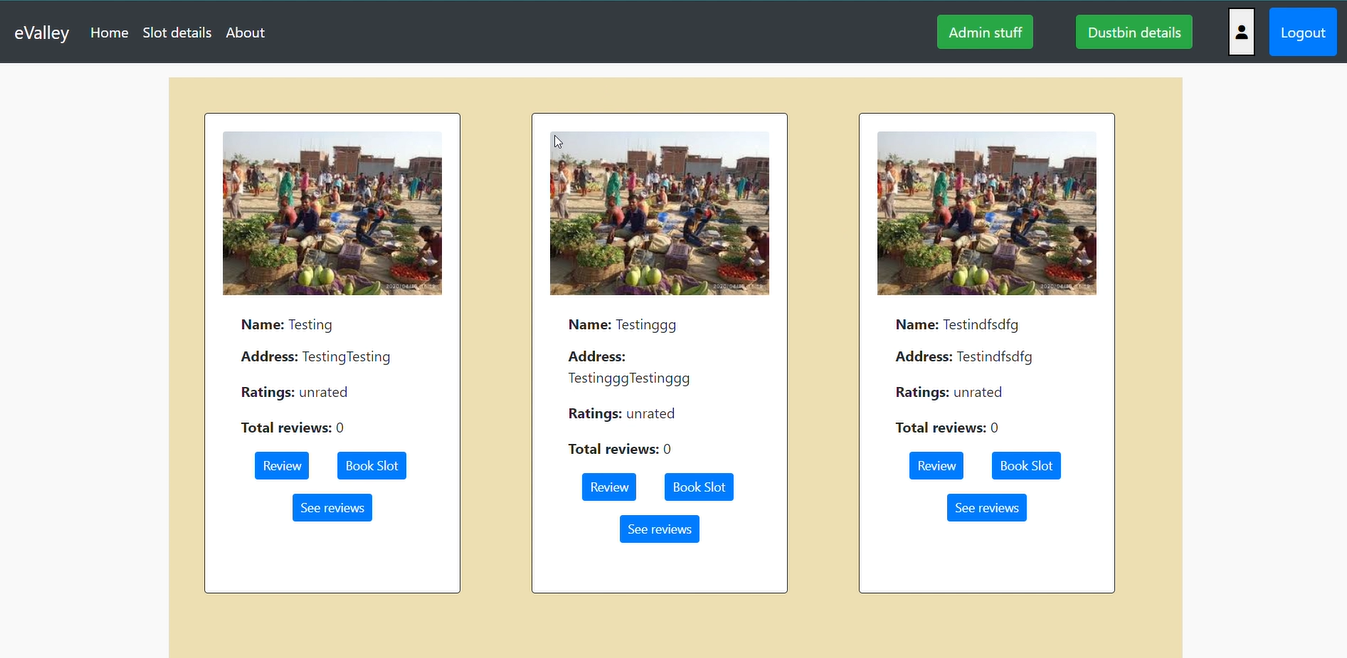 eValley Home Slot details About Admin stuff Dustbin details Logout
Name: Testing
Address: TestingTesting
Ratings: unrated
Total reviews: 0
Review Book Slot
See reviews
Name: Testinggg
Address:
TestingggTestinggg
Ratings: unrated
Total reviews: 0
Review Book Slot
See reviews
Name: Testindfsdfg
Address: Testindfsdfg
Ratings: unrated
Total reviews: 0
Review Book Slot
See reviews